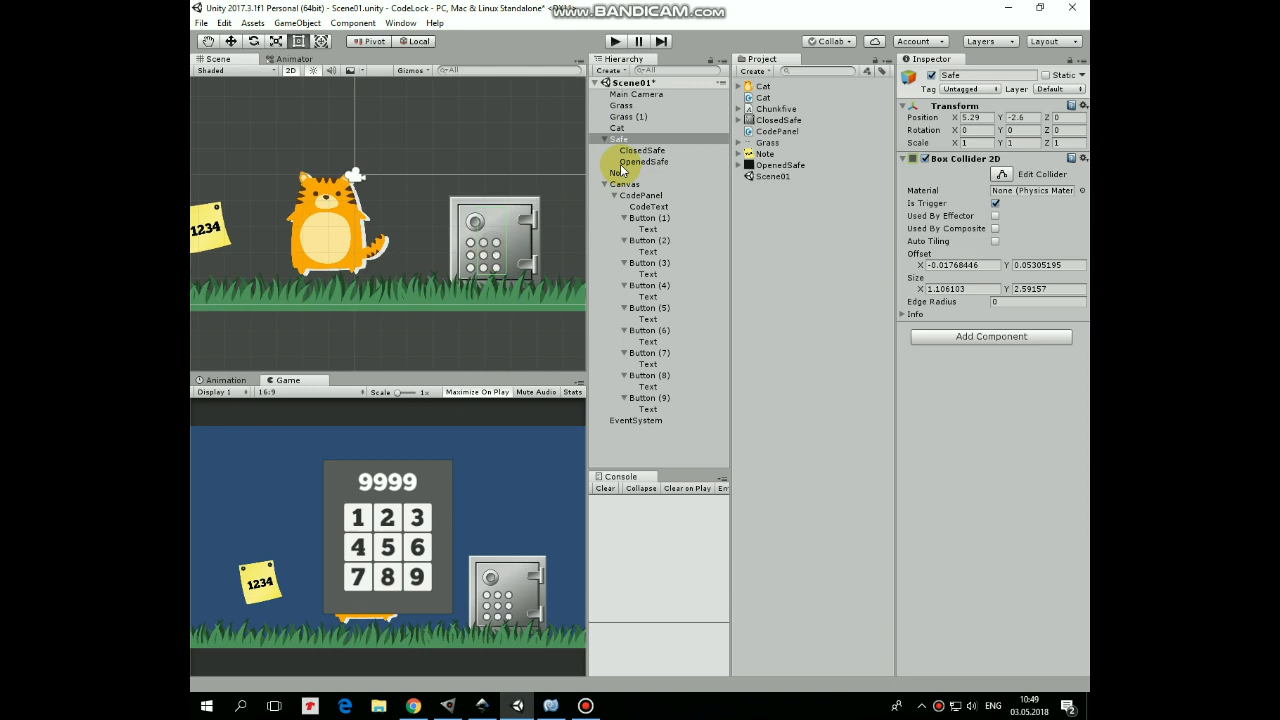 Unity 2017.3.1f1 Personal (64bit) - Scene01.unity - CodeLock - PC, Mac & Linux Standalone* <DX11>
www.BANDICAM.com
File Edit Assets GameObject Component Window Help
Pivot Local Collab Account Layers Layout
Scene Animator
Shaded 2D Gizmos All
1234
Animation Game
Display 1 16:9 Scale 1x Maximize On Play Mute Audio Stats
9999
1 2 3
4 5 6
7 8 9
1234
Hierarchy
Create All
Scene01*
Main Camera
Grass
Grass (1)
Cat
Safe
ClosedSafe
OpenedSafe
Note
Canvas
CodePanel
CodeText
Button (1)
Text
Button (2)
Text
Button (3)
Text
Button (4)
Text
Button (5)
Text
Button (6)
Text
Button (7)
Text
Button (8)
Text
Button (9)
Text
EventSystem
Console
Clear Collapse Clear on Play
Project
Create
Cat
Cat
Chunkfive
ClosedSafe
CodePanel
Grass
Note
OpenedSafe
Scene01
Inspector
Safe Static
Tag Untagged Layer Default
Transform
Position X 5.29 Y -2.6 Z 0
Rotation X 0 Y 0 Z 0
Scale X 1 Y 1 Z 1
Box Collider 2D
Edit Collider
Material None (Physics Mater
Is Trigger
Used By Effector
Used By Composite
Auto Tiling
Offset
X -0.01768446 Y 0.05305195
Size
X 1.106103 Y 2.59157
Edge Radius 0
Info
Add Component
ENG
10:49
03.05.2018
2